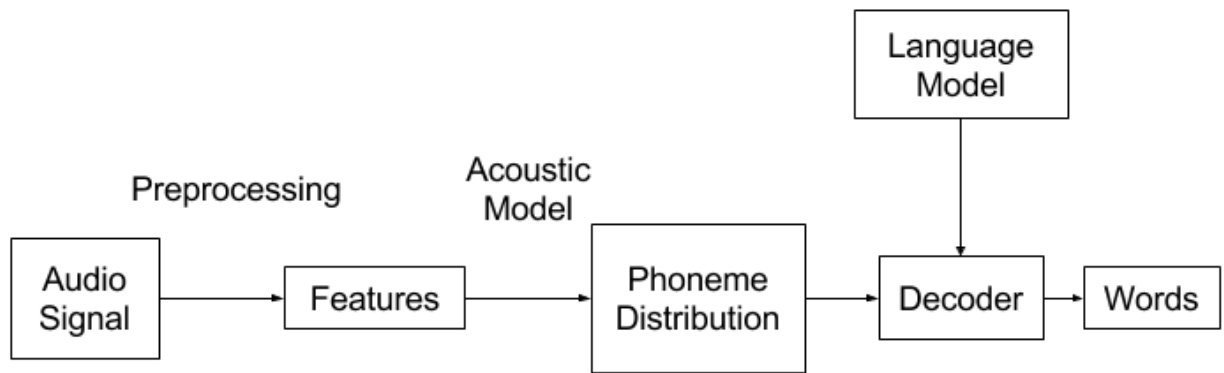 Language
Model
Preprocessing
Acoustic
Model
Audio
Signal
Features
Phoneme
Distribution
Decoder
Words